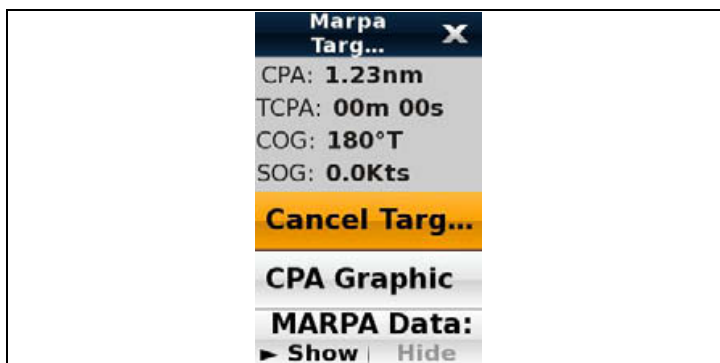 Marpa
Targ...
X
CPA: 1.23nm
TCPA: 00m 00s
COG: 180°T
SOG: 0.0Kts
Cancel Targ...
CPA Graphic
MARPA Data:
► Show | Hide